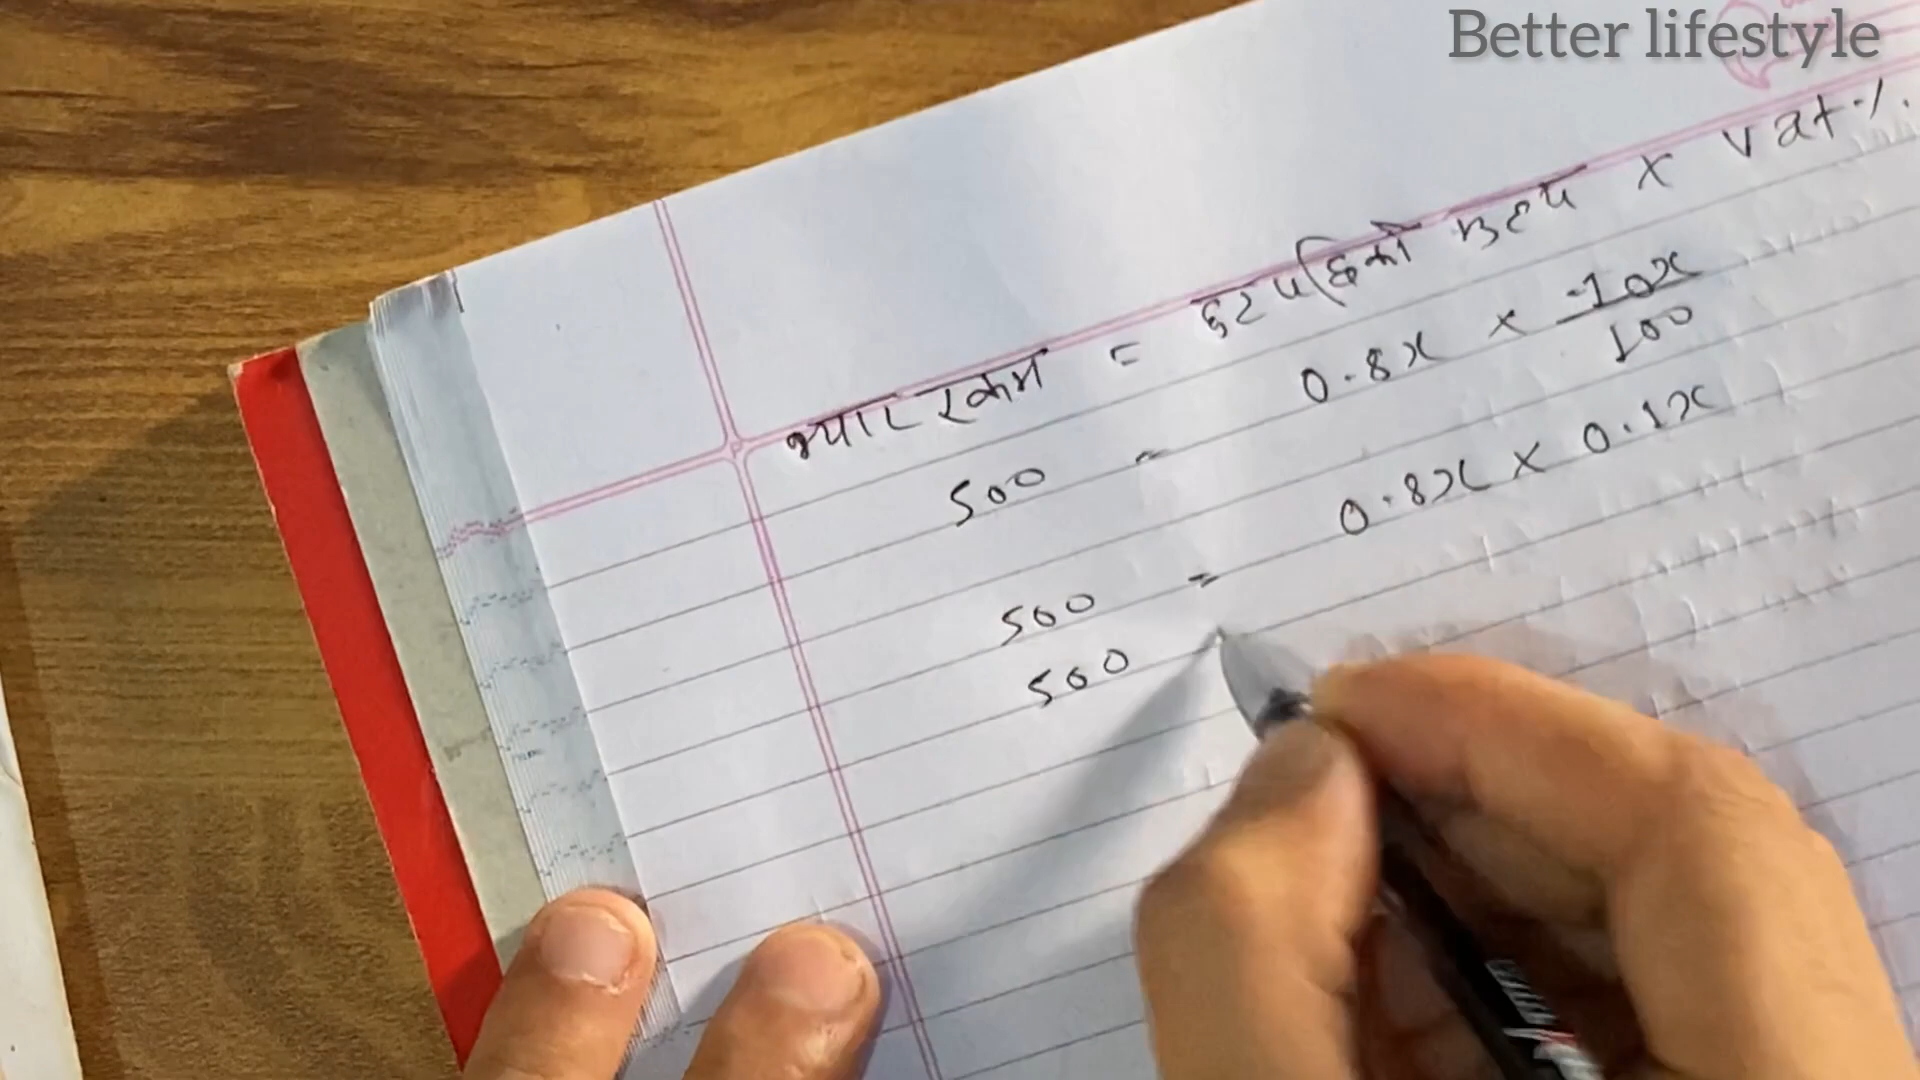 Better lifestyle
भ्याट रकम = छुट पछिको मूल्य × vat %.
500 = 0.8x × 10x/100
500 = 0.8x × 0.1x
500